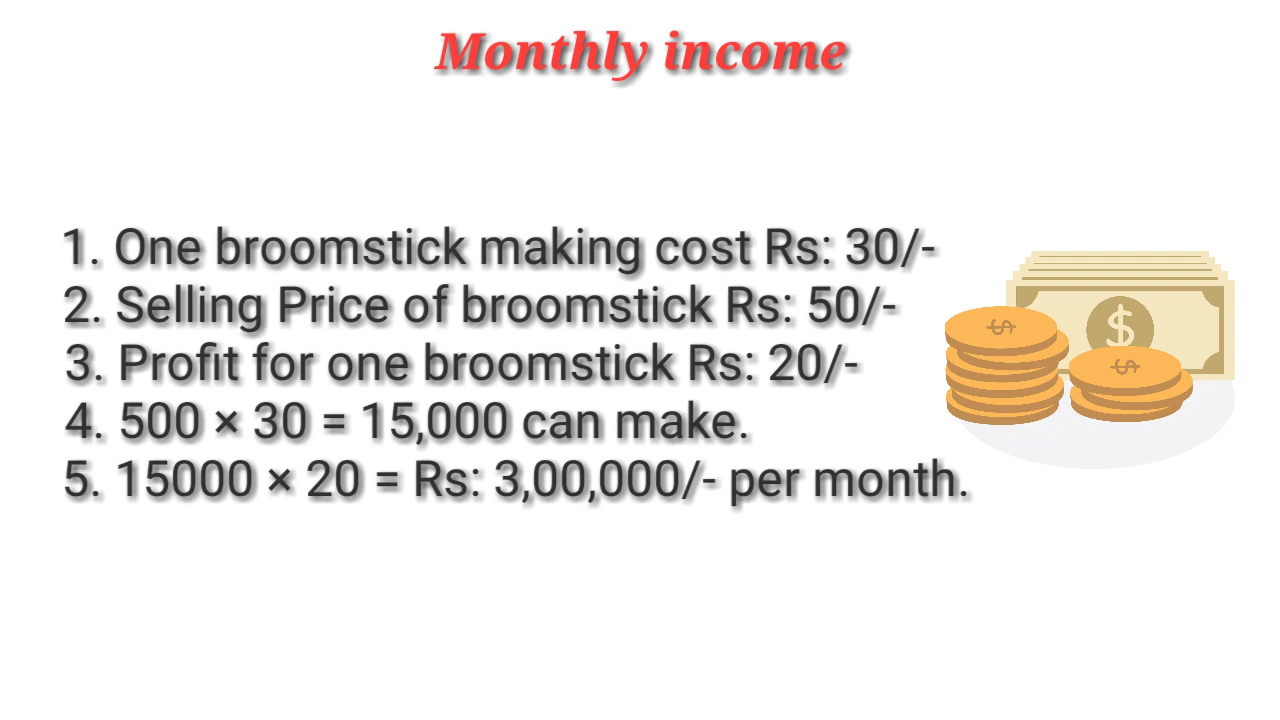 Monthly income
1. One broomstick making cost Rs: 30/-
2. Selling Price of broomstick Rs: 50/-
3. Profit for one broomstick Rs: 20/-
4. 500 × 30 = 15,000 can make.
5. 15000 × 20 = Rs: 3,00,000/- per month.